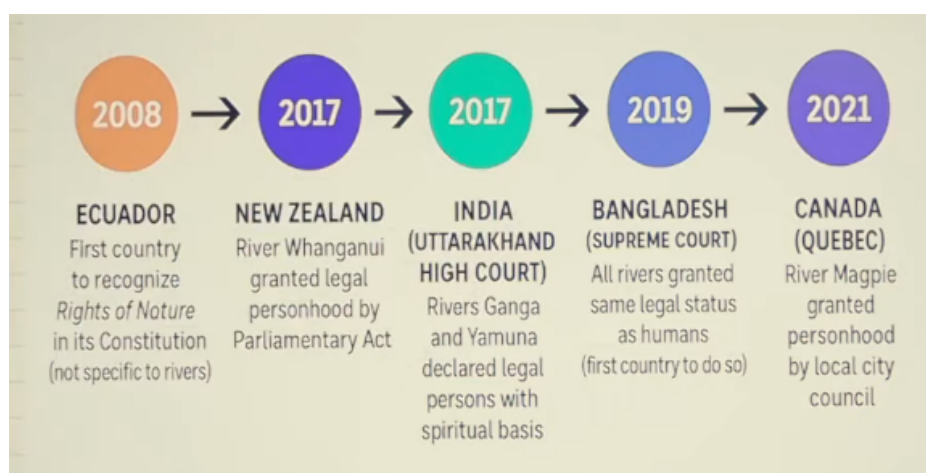 2008
2017
2017
2019
2021
ECUADOR
First country
to recognize
Rights of Nature
in its Constitution
(not specific to rivers)
NEW ZEALAND
River Whanganui
granted legal
personhood by
Parliamentary Act
INDIA
(UTTARAKHAND
HIGH COURT)
Rivers Ganga
and Yamuna
declared legal
persons with
spiritual basis
BANGLADESH
(SUPREME COURT)
All rivers granted
same legal status
as humans
(first country to do so)
CANADA
(QUEBEC)
River Magpie
granted
personhood
by local city
council